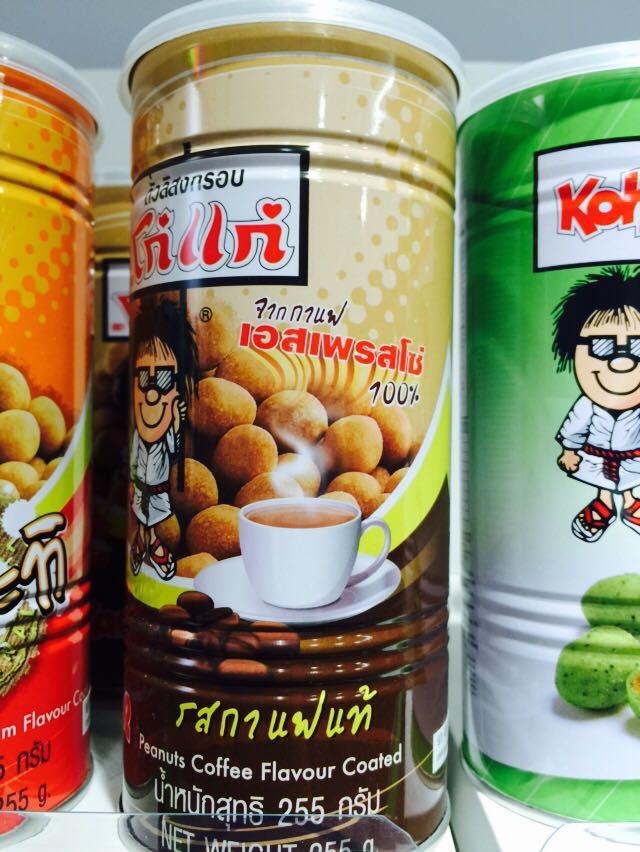 ถั่วลิสงกรอบ
โก๋แก่
®
จากกาแฟ
เอสเพรสโซ่
100%
รสกาแฟแท้
Peanuts Coffee Flavour Coated
น้ำหนักสุทธิ 255 กรัม
NET WEIGHT 255 g.
Flavour
กรัม
255 g.